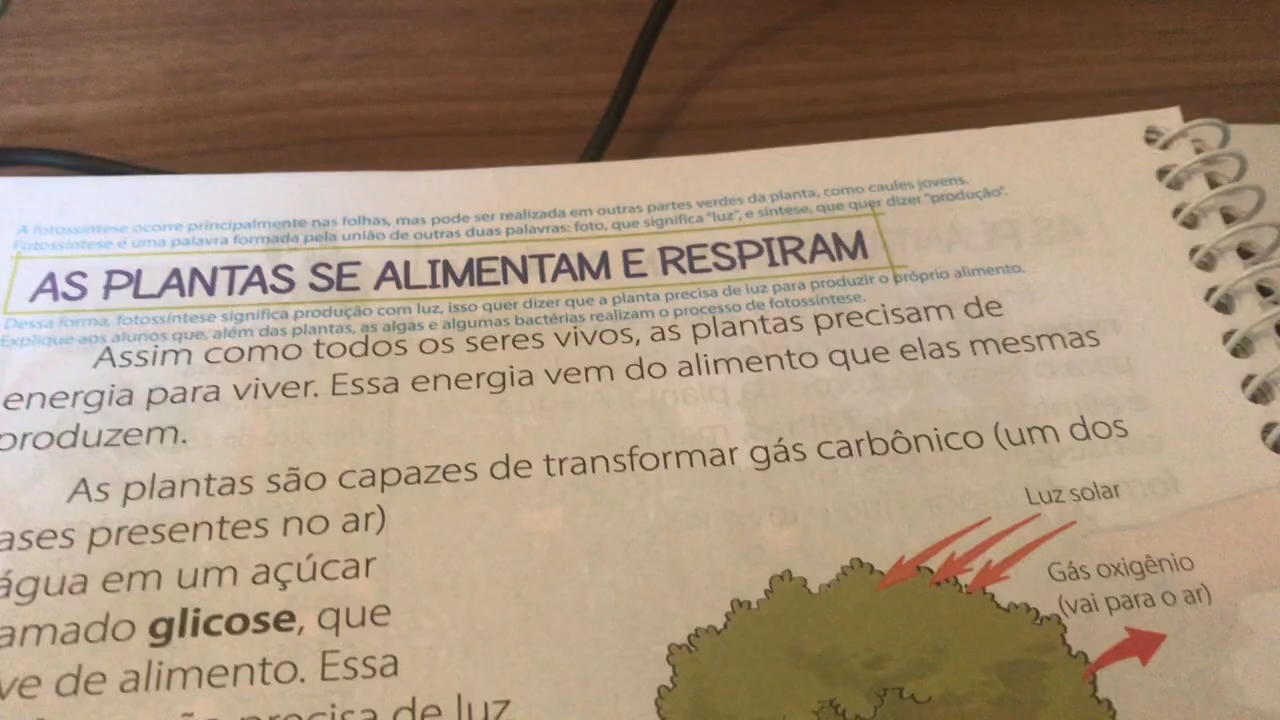 A fotossíntese ocorre principalmente nas folhas, mas pode ser realizada em outras partes verdes da planta, como caules jovens.
Fotossíntese é uma palavra formada pela união de outras duas palavras: foto, que significa "luz", e síntese, que quer dizer "produção".
AS PLANTAS SE ALIMENTAM E RESPIRAM
Dessa forma, fotossíntese significa produção com luz, isso quer dizer que a planta precisa de luz para produzir o próprio alimento.
Explique aos alunos que, além das plantas, as algas e algumas bactérias realizam o processo de fotossíntese.
Assim como todos os seres vivos, as plantas precisam de
energia para viver. Essa energia vem do alimento que elas mesmas
produzem.
As plantas são capazes de transformar gás carbônico (um dos
ases presentes no ar)
água em um açúcar
amado glicose, que
ve de alimento. Essa
precisa de luz
Luz solar
Gás oxigênio
(vai para o ar)